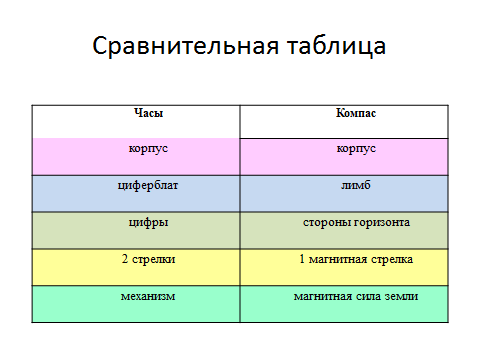 Сравнительная таблица
Часы Компас
корпус корпус
циферблат лимб
цифры стороны горизонта
2 стрелки 1 магнитная стрелка
механизм магнитная сила земли